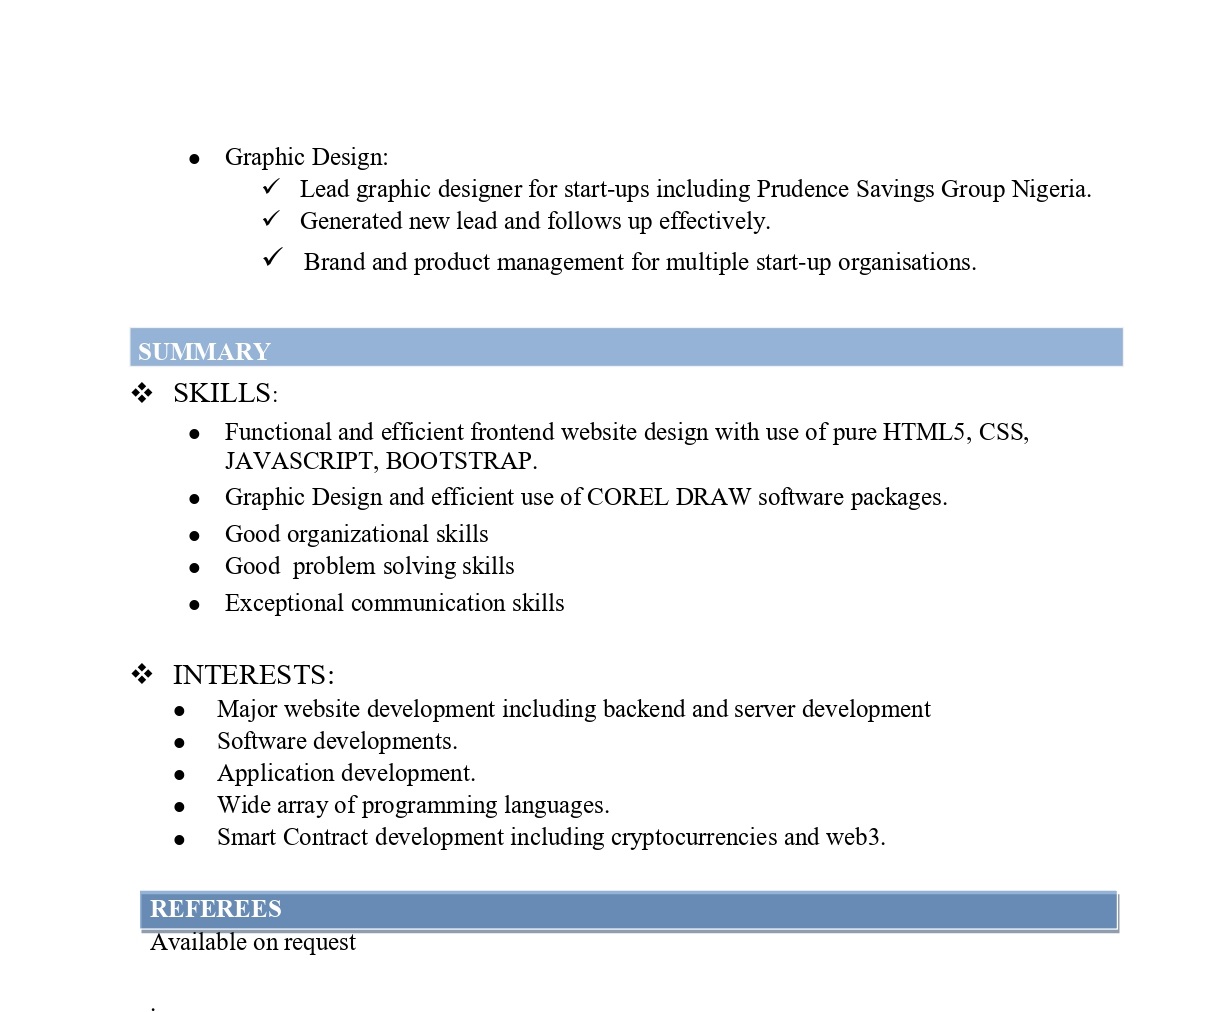 ● Graphic Design:
✓ Lead graphic designer for start-ups including Prudence Savings Group Nigeria.
✓ Generated new lead and follows up effectively.
✓ Brand and product management for multiple start-up organisations.
SUMMARY
❖ SKILLS:
● Functional and efficient frontend website design with use of pure HTML5, CSS,
JAVASCRIPT, BOOTSTRAP.
● Graphic Design and efficient use of COREL DRAW software packages.
● Good organizational skills
● Good  problem solving skills
● Exceptional communication skills
❖ INTERESTS:
● Major website development including backend and server development
● Software developments.
● Application development.
● Wide array of programming languages.
● Smart Contract development including cryptocurrencies and web3.
REFEREES
Available on request
.